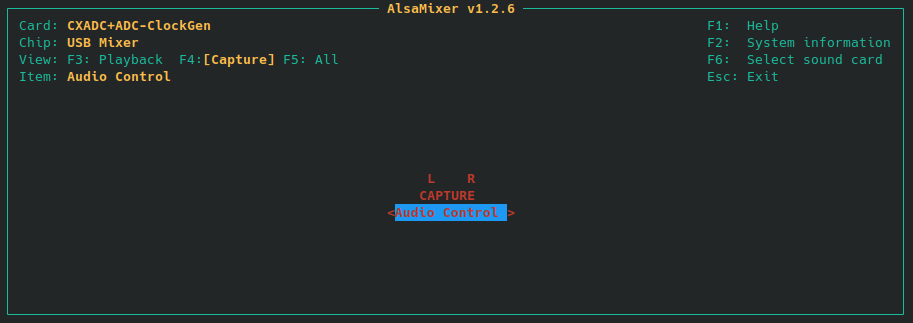 AlsaMixer v1.2.6
Card: CXADC+ADC-ClockGen F1: Help
Chip: USB Mixer F2: System information
View: F3: Playback F4:[Capture] F5: All F6: Select sound card
Item: Audio Control Esc: Exit
L R
CAPTURE
<Audio Control >